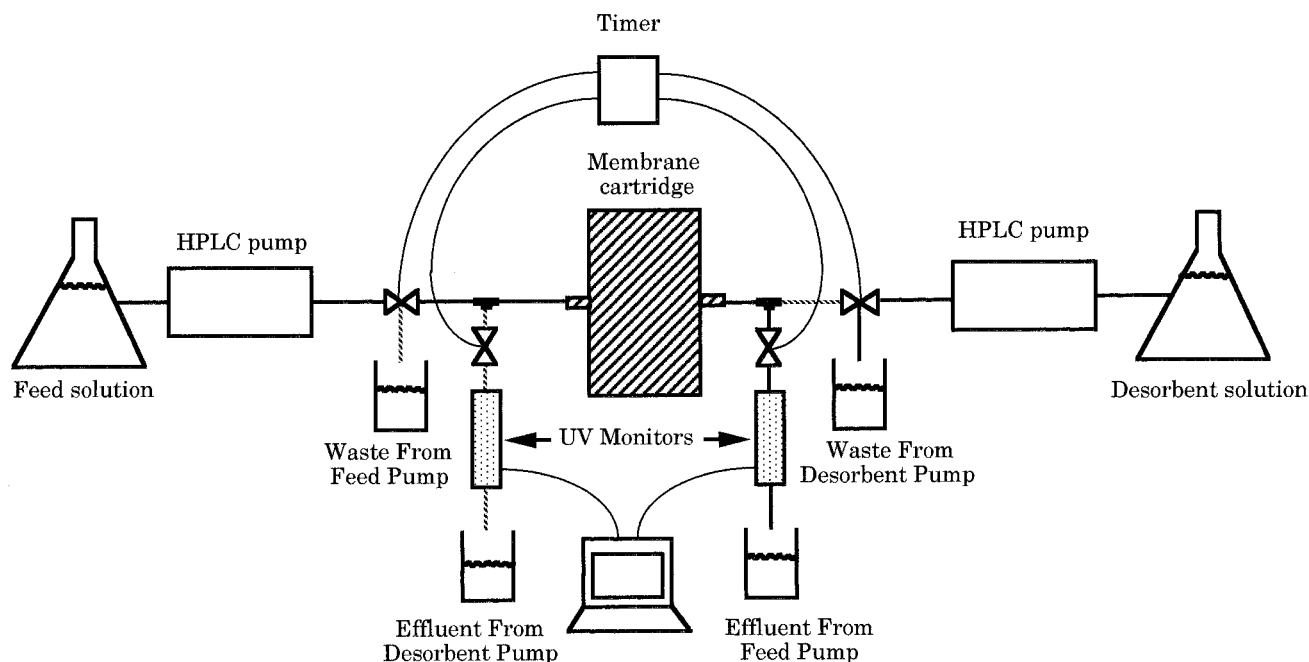 Timer
Membrane
cartridge
HPLC pump
HPLC pump
Feed solution
Desorbent solution
UV Monitors
Waste From
Feed Pump
Waste From
Desorbent Pump
Effluent From
Desorbent Pump
Effluent From
Feed Pump